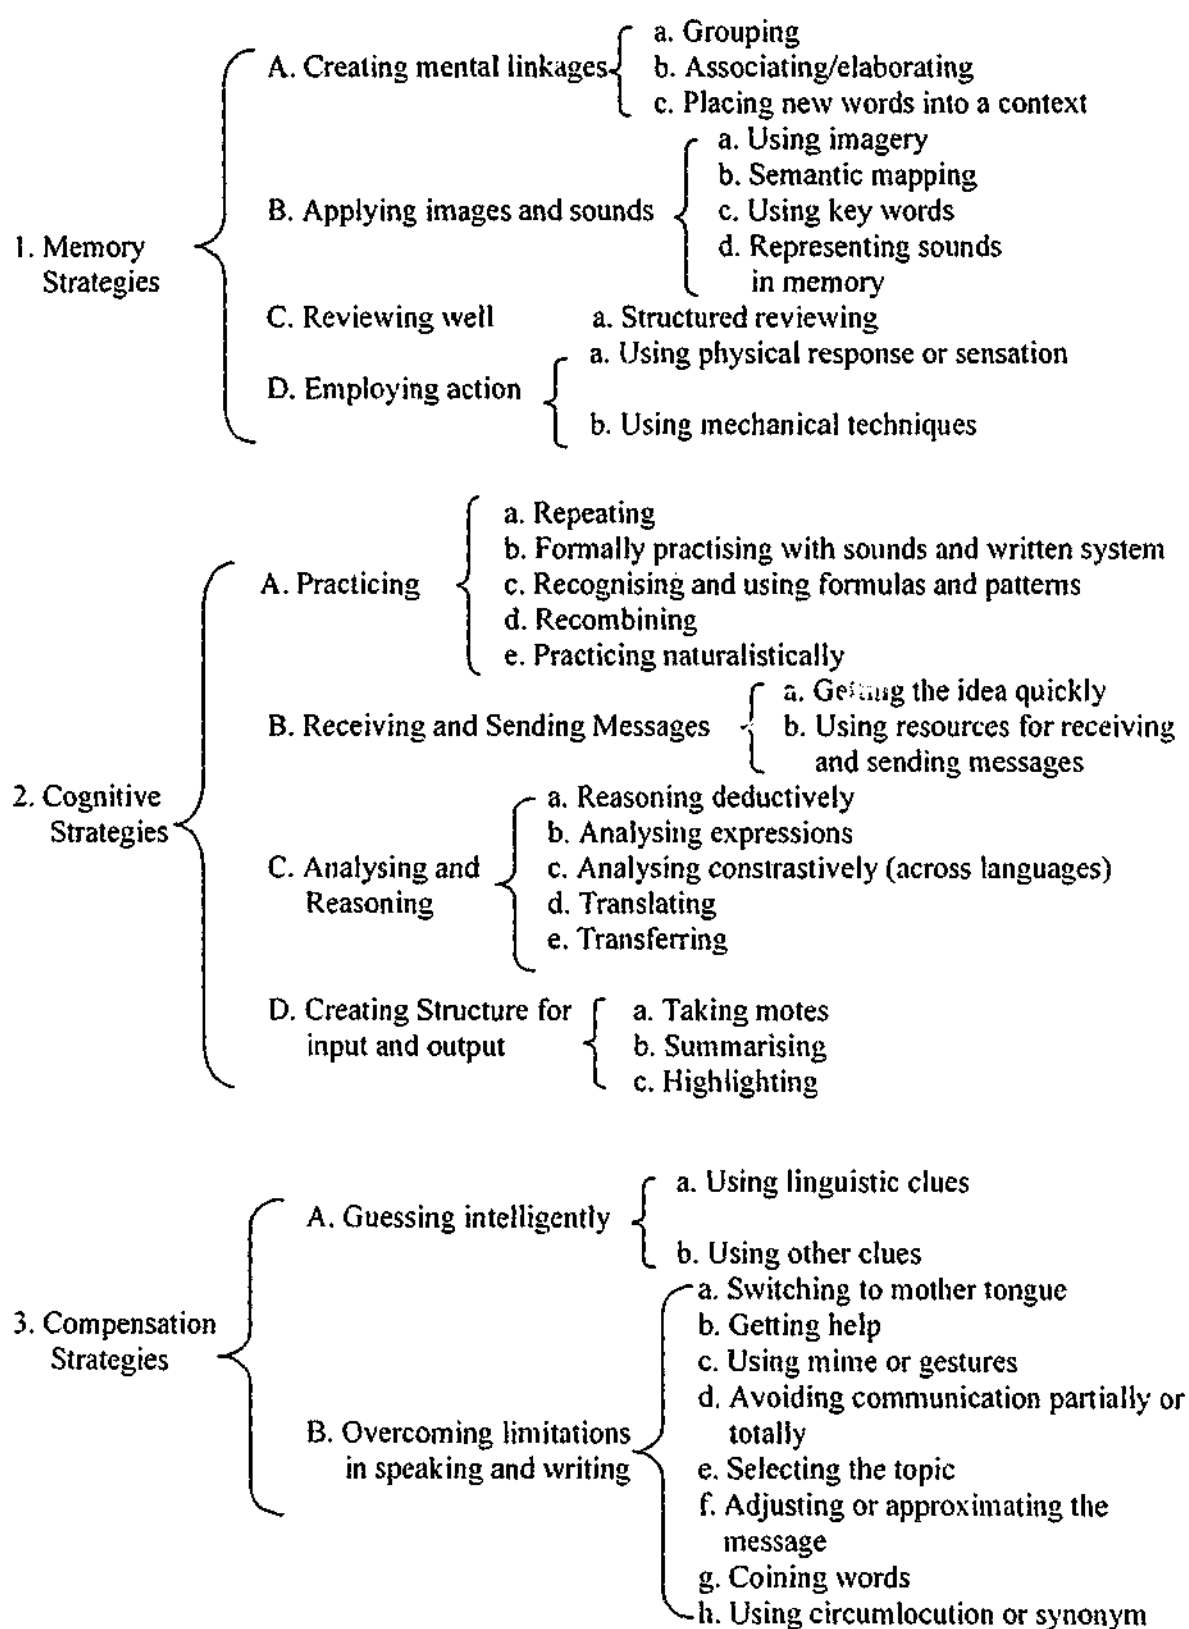 a. Grouping
A. Creating mental linkages
b. Associating/elaborating
c. Placing new words into a context
a. Using imagery
b. Semantic mapping
B. Applying images and sounds
c. Using key words
1. Memory
Strategies
d. Representing sounds
in memory
C. Reviewing well
a. Structured reviewing
a. Using physical response or sensation
D. Employing action
b. Using mechanical techniques
a. Repeating
b. Formally practising with sounds and written system
A. Practicing
c. Recognising and using formulas and patterns
d. Recombining
e. Practicing naturalistically
a. Getting the idea quickly
B. Receiving and Sending Messages
b. Using resources for receiving
and sending messages
2. Cognitive
Strategies
a. Reasoning deductively
b. Analysing expressions
C. Analysing and
Reasoning
c. Analysing constrastively (across languages)
d. Translating
e. Transferring
D. Creating Structure for
input and output
a. Taking motes
b. Summarising
c. Highlighting
a. Using linguistic clues
A. Guessing intelligently
b. Using other clues
3. Compensation
Strategies
a. Switching to mother tongue
b. Getting help
c. Using mime or gestures
d. Avoiding communication partially or
totally
B. Overcoming limitations
in speaking and writing
e. Selecting the topic
f. Adjusting or approximating the
message
g. Coining words
h. Using circumlocution or synonym